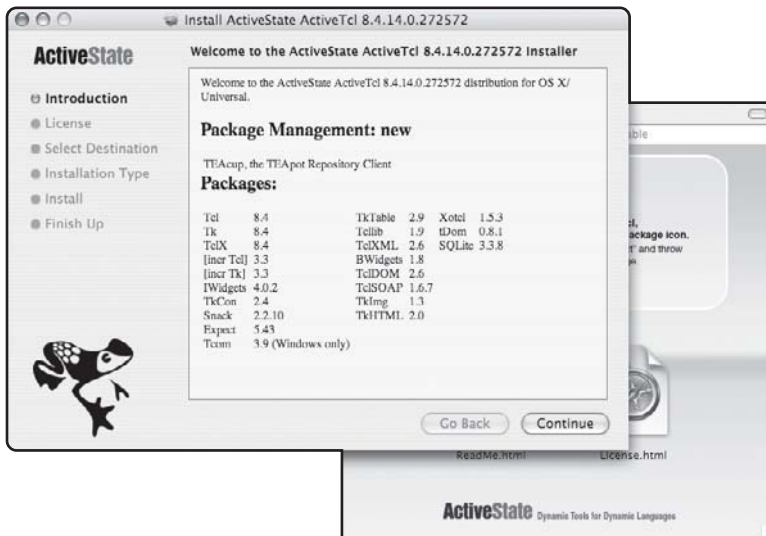 Install ActiveState ActiveTcl 8.4.14.0.272572
ActiveState
Introduction
License
Select Destination
Installation Type
Install
Finish Up
Welcome to the ActiveState ActiveTcl 8.4.14.0.272572 Installer
Welcome to the ActiveState ActiveTcl 8.4.14.0.272572 distribution for OS X/
Universal.
Package Management: new
TEAcup, the TEApot Repository Client
Packages:
Tcl 8.4 TkTable 2.9 Xotcl 1.5.3
Tk 8.4 Tcllib 1.9 tDom 0.8.1
TclX 8.4 TclXML 2.6 SQLite 3.3.8
[incr Tcl] 3.3 BWidgets 1.8
[incr Tk] 3.3 TclDOM 2.6
IWidgets 4.0.2 TclSOAP 1.6.7
TkCon 2.4 TkImg 1.3
Snack 2.2.10 TkHTML 2.0
Expect 5.43
Tcom 3.9 (Windows only)
Go Back Continue
ackage icon.
and throw
ReadMe.html License.html
ActiveState Dynamic Tools for Dynamic Languages